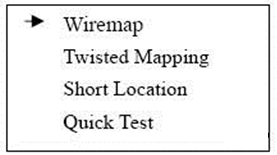 Wiremap
Twisted Mapping
Short Location
Quick Test